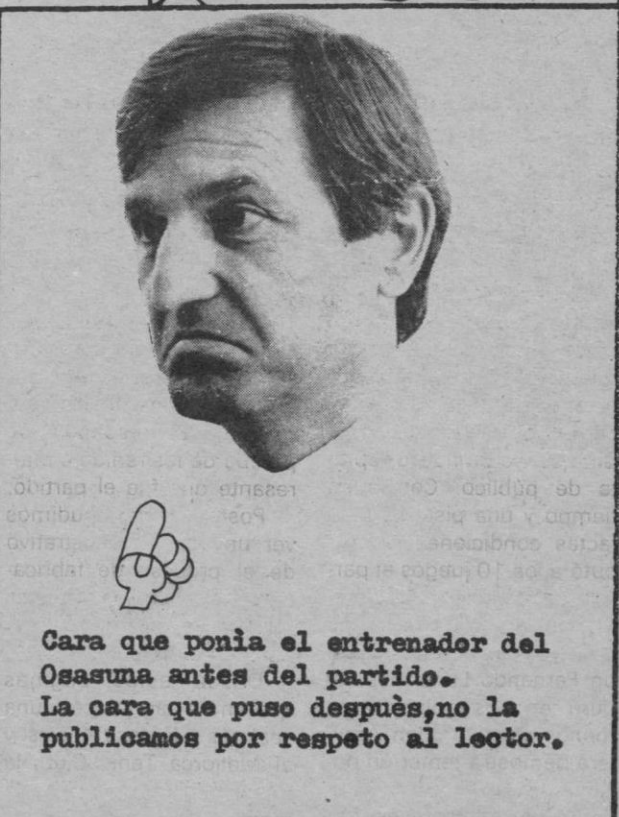 Cara que ponìa el entrenador del
Osasuna antes del partido.
La cara que puso despuès,no la
publicamos por respeto al lector.